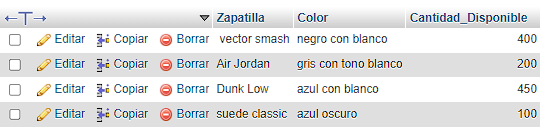 Zapatilla Color Cantidad_Disponible
Editar Copiar Borrar vector smash negro con blanco 400
Editar Copiar Borrar Air Jordan gris con tono blanco 200
Editar Copiar Borrar Dunk Low azul con blanco 450
Editar Copiar Borrar suede classic azul oscuro 100